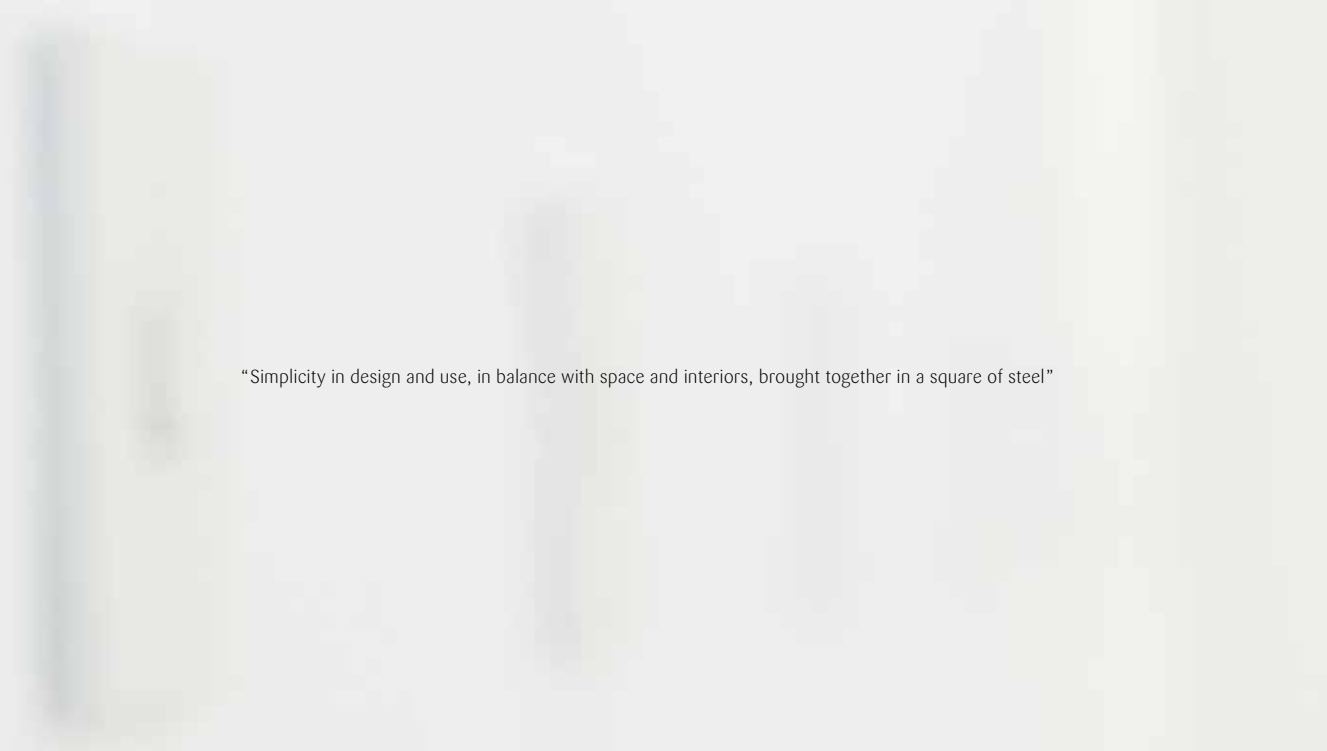 “Simplicity in design and use, in balance with space and interiors, brought together in a square of steel”